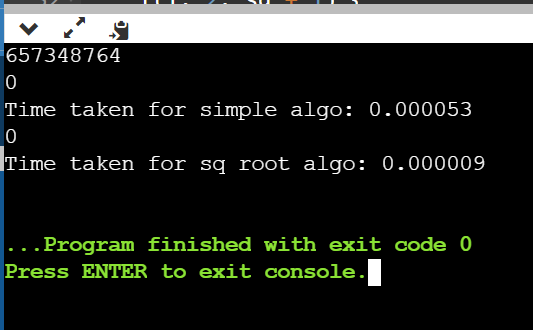 657348764
0
Time taken for simple algo: 0.000053
0
Time taken for sq root algo: 0.000009
...Program finished with exit code 0
Press ENTER to exit console.